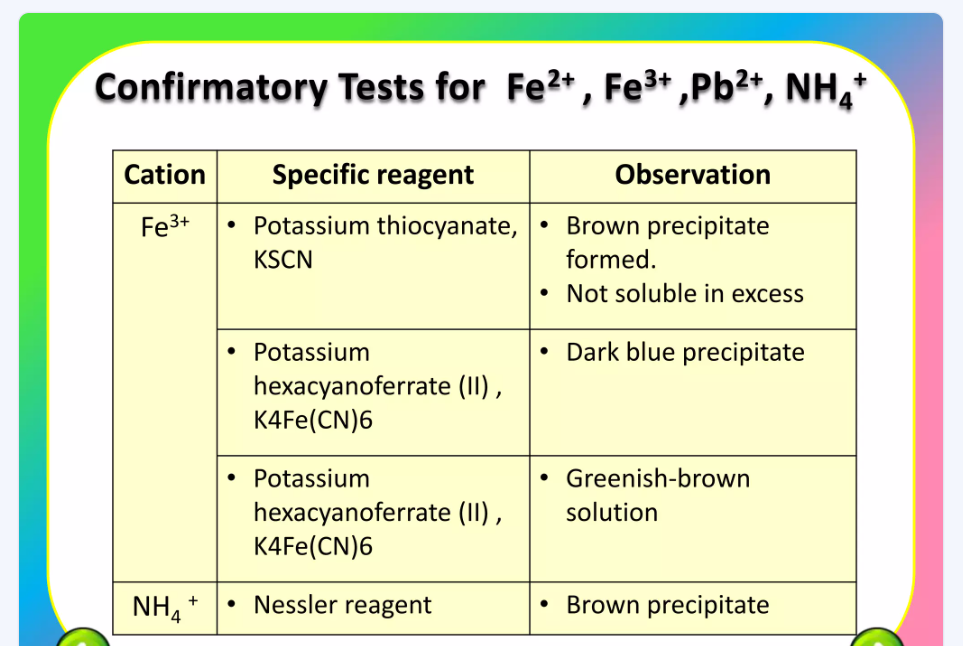 Confirmatory Tests for Fe²⁺ , Fe³⁺ ,Pb²⁺, NH₄⁺
Cation Specific reagent Observation
Fe³⁺ • Potassium thiocyanate, • Brown precipitate
KSCN formed.
• Not soluble in excess
• Potassium • Dark blue precipitate
hexacyanoferrate (II) ,
K4Fe(CN)6
• Potassium • Greenish-brown
hexacyanoferrate (II) , solution
K4Fe(CN)6
NH₄ ⁺ • Nessler reagent • Brown precipitate